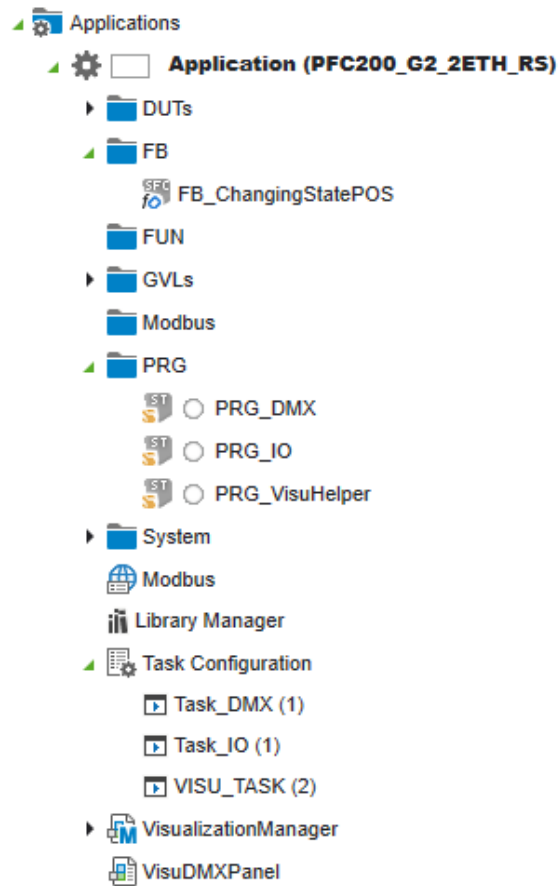 Applications
Application (PFC200_G2_2ETH_RS)
DUTs
FB
SFC fo FB_ChangingStatePOS
FUN
GVLs
Modbus
PRG
ST S PRG_DMX
ST S PRG_IO
ST S PRG_VisuHelper
System
Modbus
Library Manager
Task Configuration
Task_DMX (1)
Task_IO (1)
VISU_TASK (2)
M VisualizationManager
VisuDMXPanel